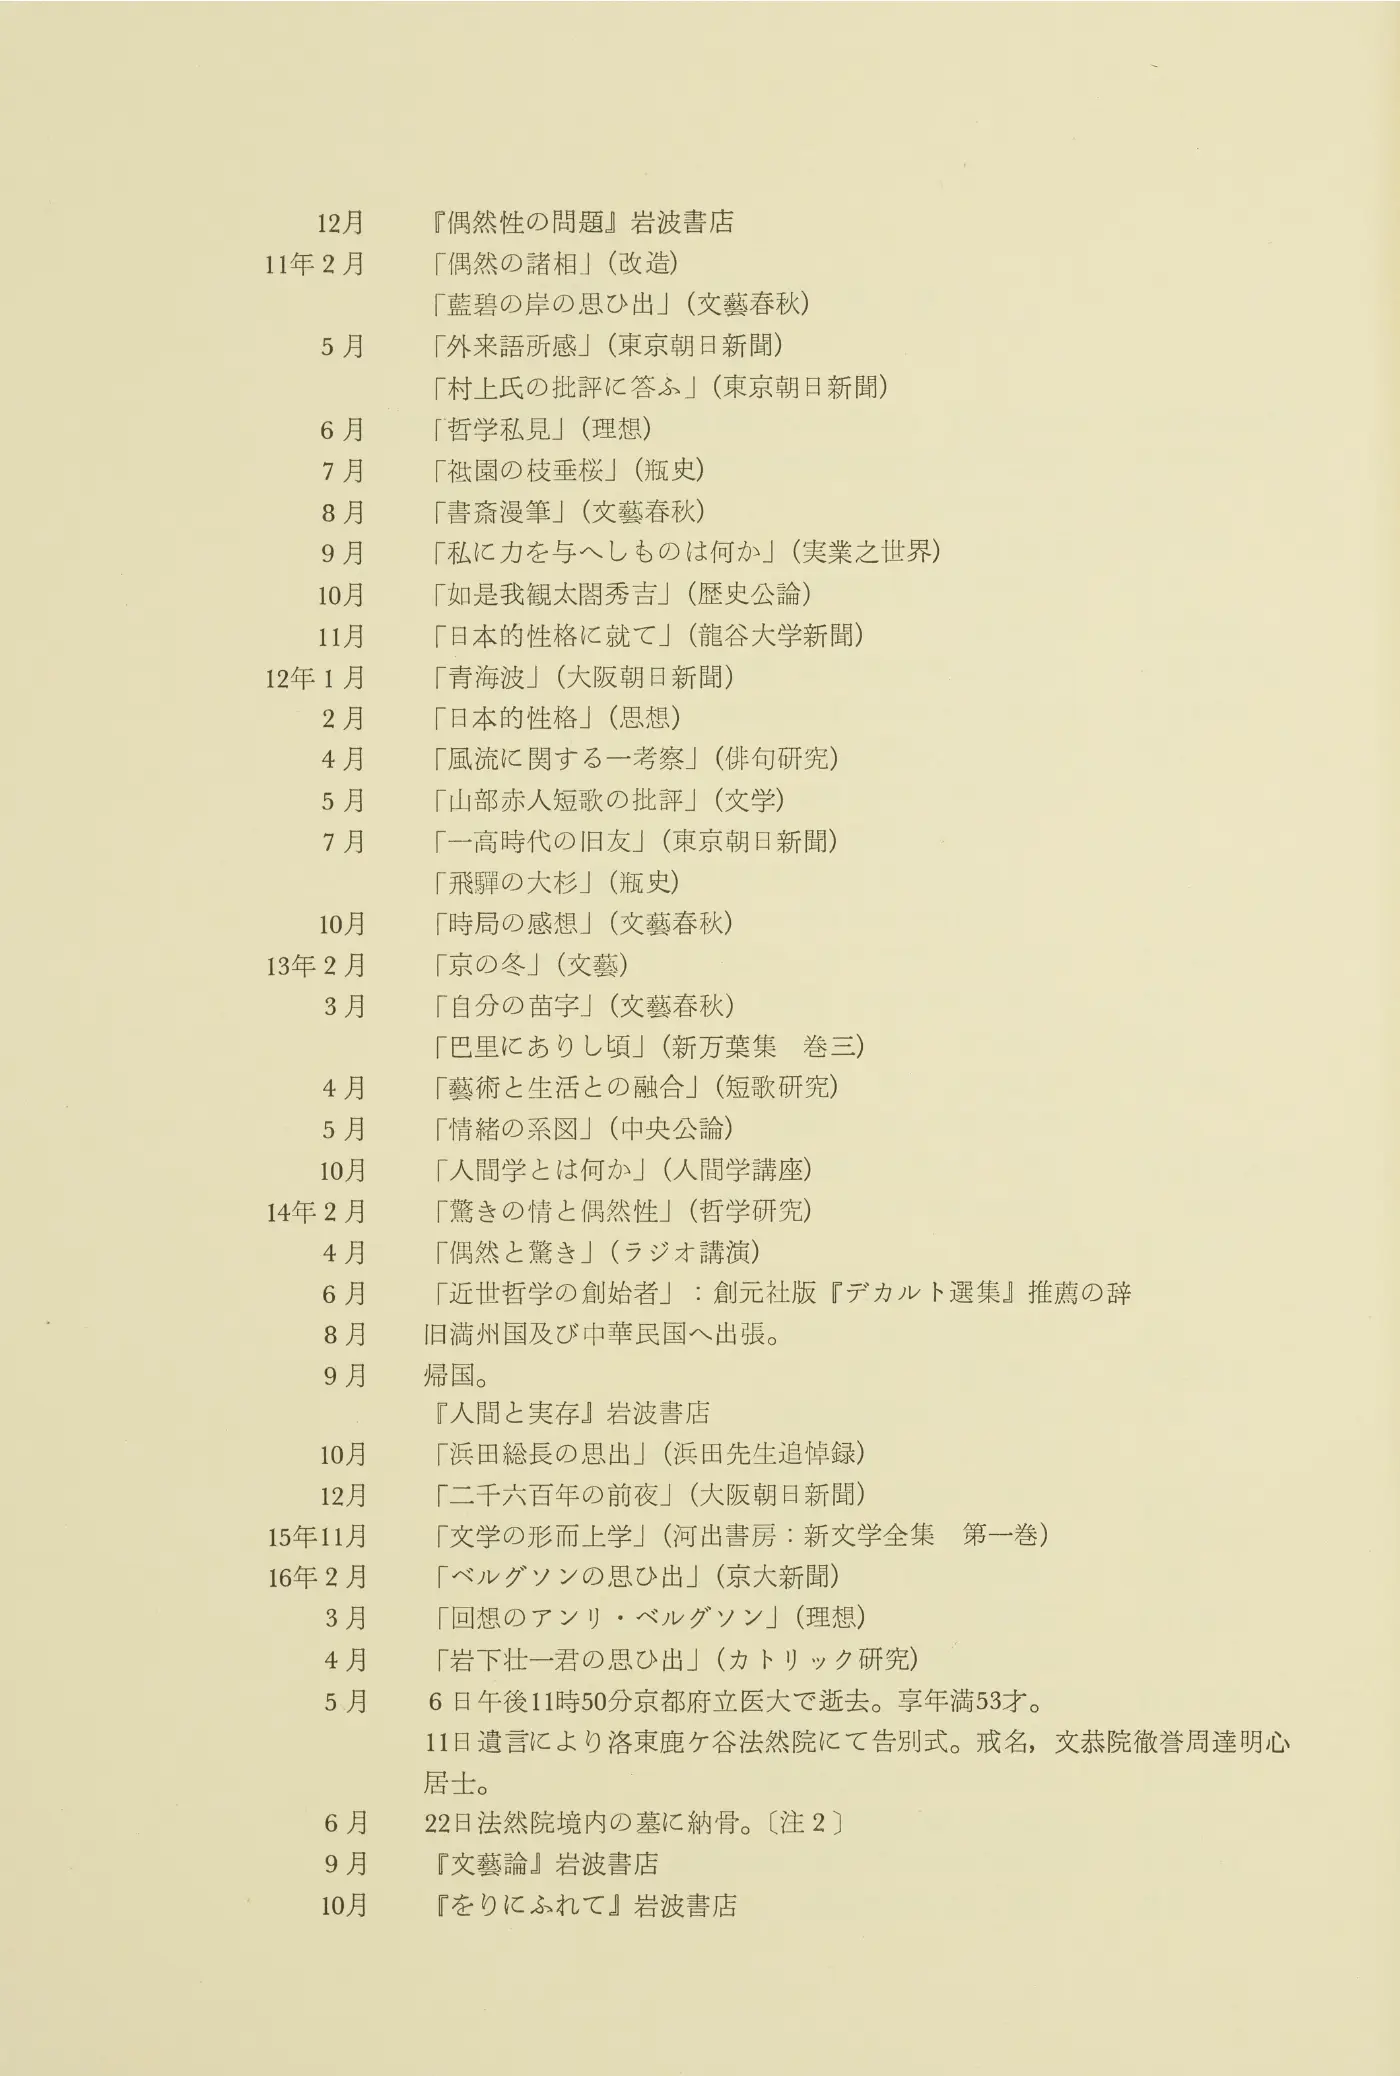 12月 『偶然性の問題』岩波書店
11年 2 月 「偶然の諸相」(改造)
「藍碧の岸の思ひ出」(文藝春秋)
5 月 「外来語所感」(東京朝日新聞)
「村上氏の批評に答ふ」(東京朝日新聞)
6 月 「哲学私見」(理想)
7 月 「祗園の枝垂桜」(瓶史)
8 月 「書斎漫筆」(文藝春秋)
9 月 「私に力を与へしものは何か」(実業之世界)
10月 「如是我観太閤秀吉」(歴史公論)
11月 「日本的性格に就て」(龍谷大学新聞)
12年 1 月 「青海波」(大阪朝日新聞)
2 月 「日本的性格」(思想)
4 月 「風流に関する一考察」(俳句研究)
5 月 「山部赤人短歌の批評」(文学)
7 月 「一高時代の旧友」(東京朝日新聞)
「飛驒の大杉」(瓶史)
10月 「時局の感想」(文藝春秋)
13年 2 月 「京の冬」(文藝)
3 月 「自分の苗字」(文藝春秋)
「巴里にありし頃」(新万葉集　巻三)
4 月 「藝術と生活との融合」(短歌研究)
5 月 「情緒の系図」(中央公論)
10月 「人間学とは何か」(人間学講座)
14年 2 月 「驚きの情と偶然性」(哲学研究)
4 月 「偶然と驚き」(ラジオ講演)
6 月 「近世哲学の創始者」：創元社版『デカルト選集』推薦の辞
8 月 旧満州国及び中華民国へ出張。
9 月 帰国。
『人間と実存』岩波書店
10月 「浜田総長の思出」(浜田先生追悼録)
12月 「二千六百年の前夜」(大阪朝日新聞)
15年11月 「文学の形而上学」(河出書房：新文学全集　第一巻)
16年 2 月 「ベルグソンの思ひ出」(京大新聞)
3 月 「回想のアンリ・ベルグソン」(理想)
4 月 「岩下壮一君の思ひ出」(カトリック研究)
5 月 6 日午後11時50分京都府立医大で逝去。享年満53才。
11日遺言により洛東鹿ケ谷法然院にて告別式。戒名，文恭院徹誉周達明心
居士。
6 月 22日法然院境内の墓に納骨。〔注 2 〕
9 月 『文藝論』岩波書店
10月 『をりにふれて』岩波書店